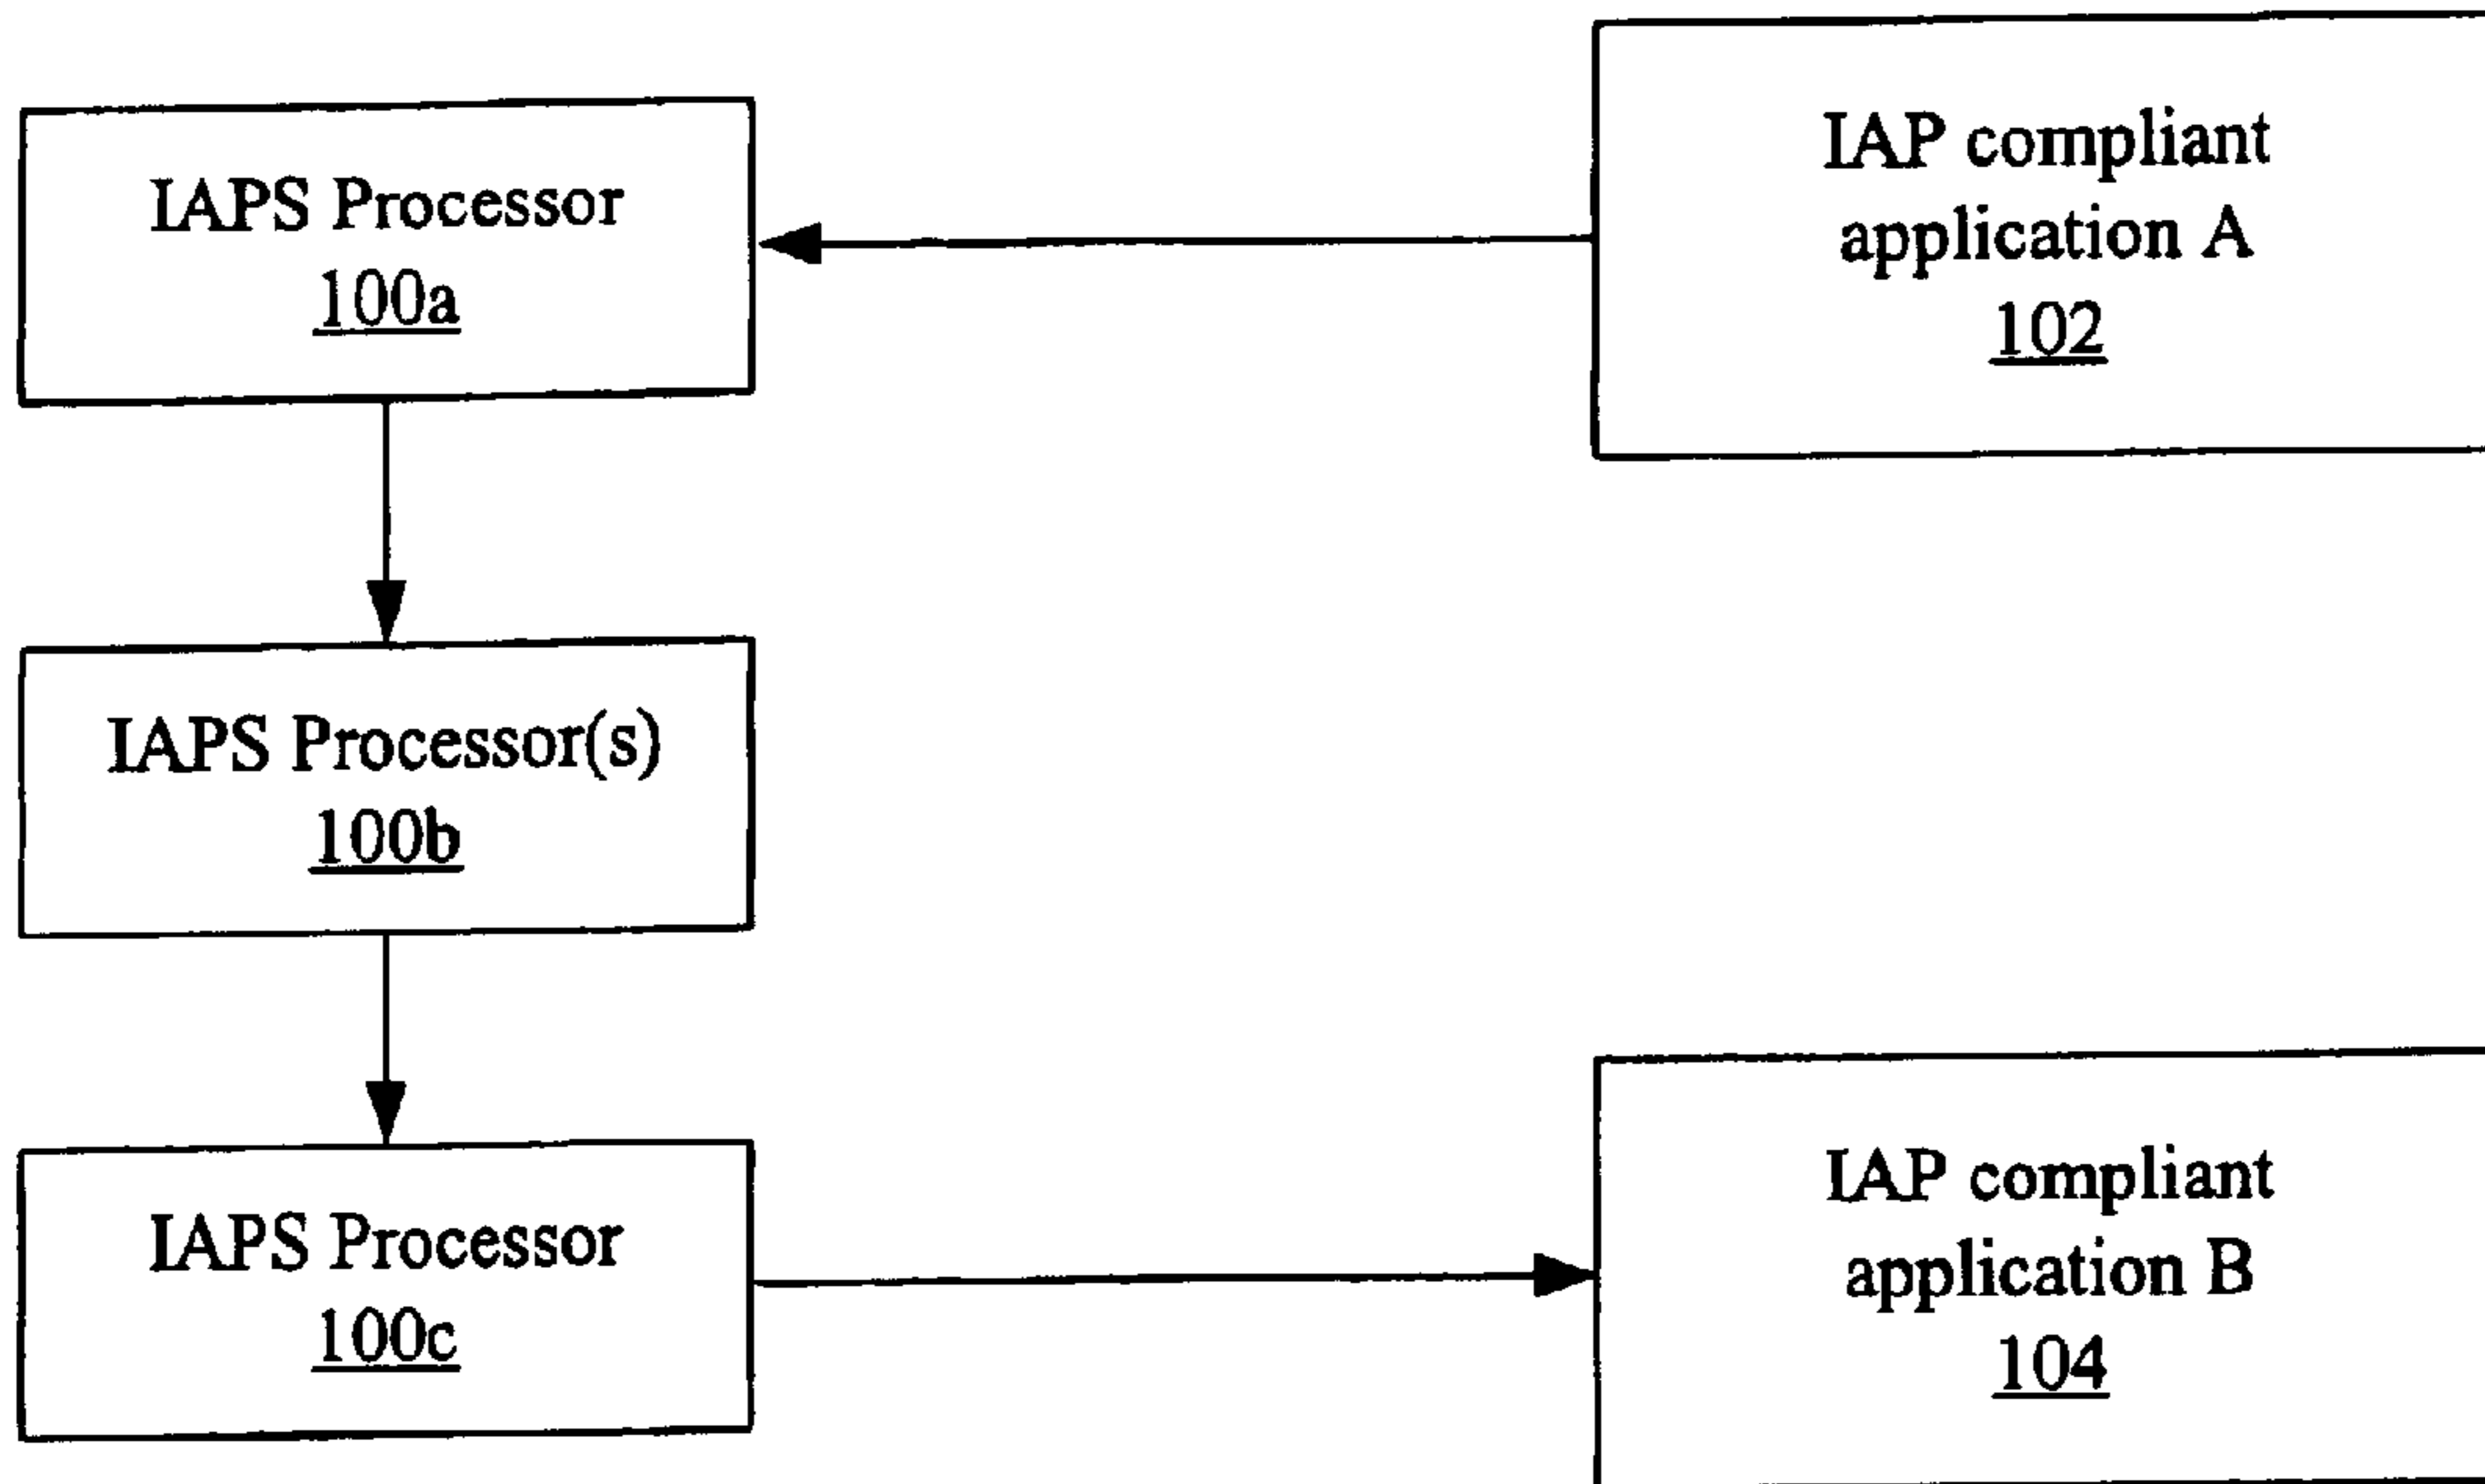 IAPS Processor
100a
IAP compliant
application A
102
IAPS Processor(s)
100b
IAPS Processor
100c
IAP compliant
application B
104